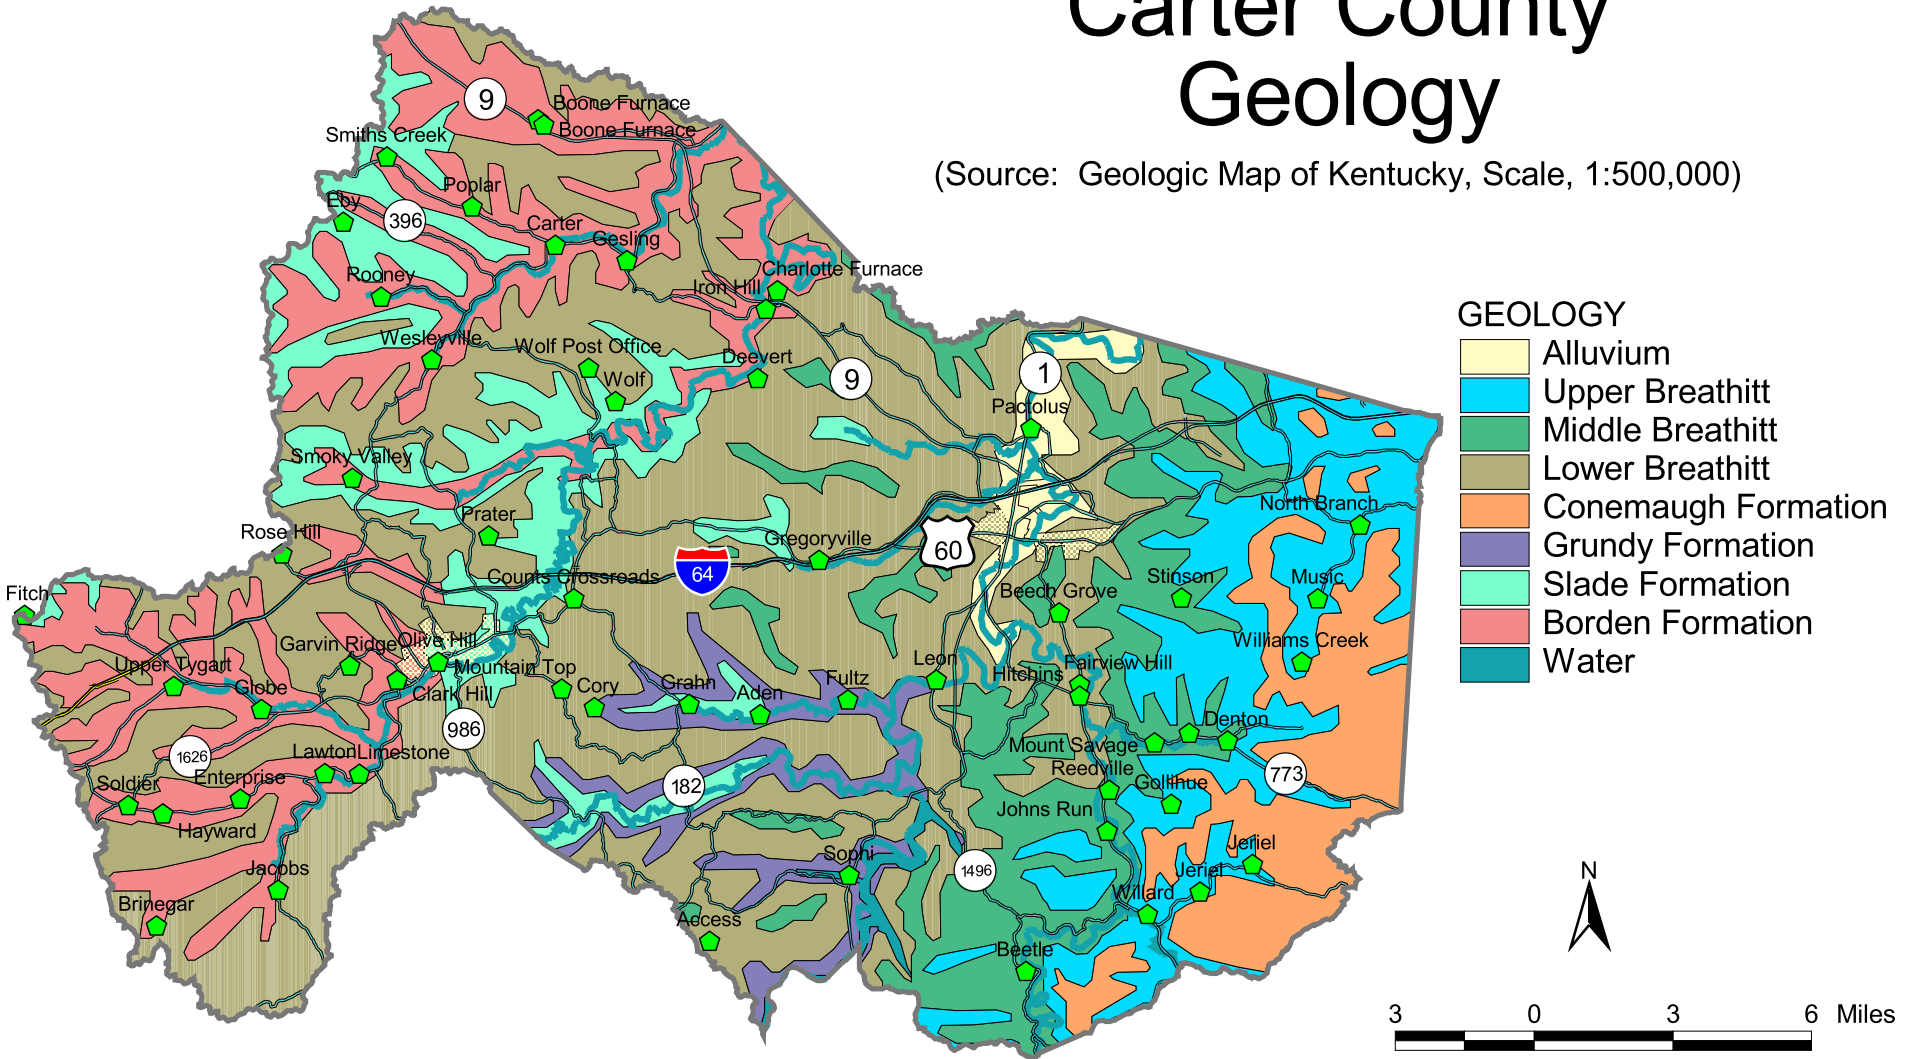 Carter County
Geology
(Source: Geologic Map of Kentucky, Scale, 1:500,000)
9
Boone Furnace
Boone Furnace
Smiths Creek
Poplar
Eby
396
Carter
Gesling
Rooney
Charlotte Furnace
Iron Hill
Wesleyville
Wolf Post Office
Deevert
Wolf
9
1
Pactolus
Smoky Valley
Prater
Rose Hill
Gregoryville
60
64
North Branch
Counts Crossroads
Fitch
Beech Grove
Stinson
Music
Garvin Ridge
Olive Hill
Williams Creek
Upper Tygart
Mountain Top
Leon
Hitchins
Fairview Hill
Globe
Clark Hill
Cory
Grahn
Aden
Fultz
986
Denton
1626
Lawton
Limestone
Mount Savage
Soldier
Enterprise
182
Reedville
Gollihue
773
Hayward
Johns Run
Jacobs
Sophi
1496
Jeriel
Jeriel
Brinegar
Willard
Access
Beetle
GEOLOGY
Alluvium
Upper Breathitt
Middle Breathitt
Lower Breathitt
Conemaugh Formation
Grundy Formation
Slade Formation
Borden Formation
Water
N
3 0 3 6 Miles